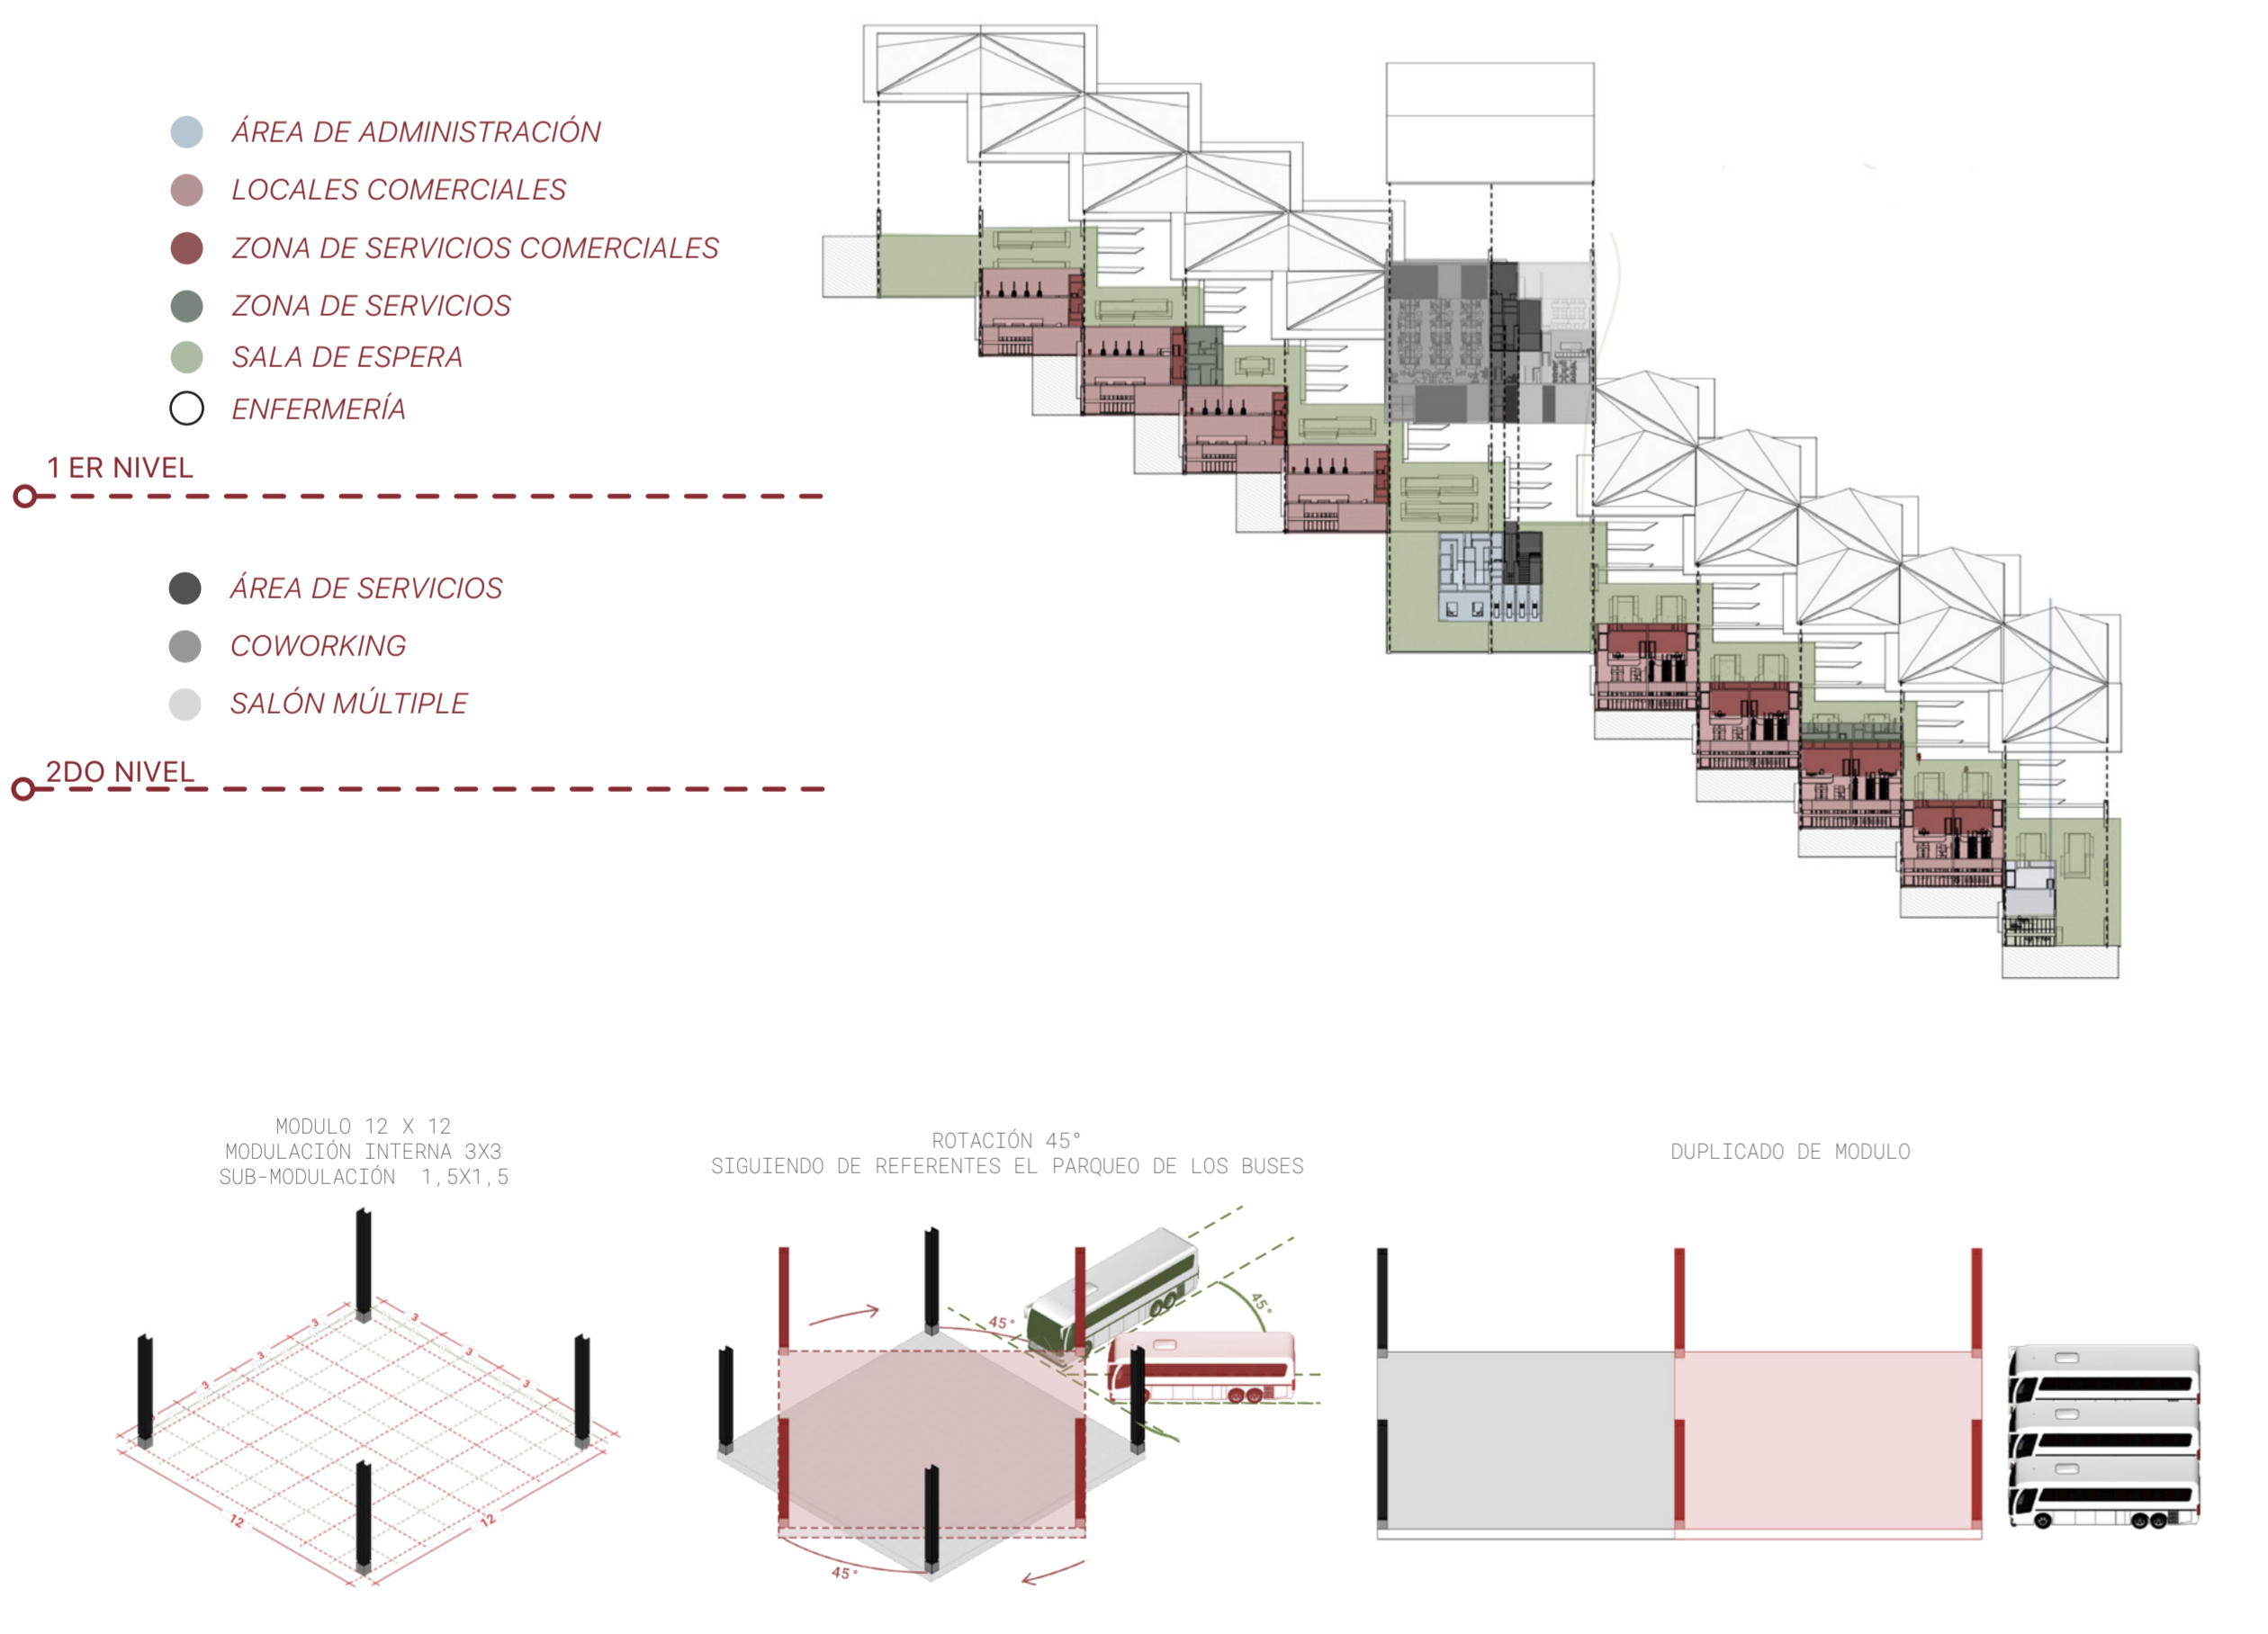 ÁREA DE ADMINISTRACIÓN
LOCALES COMERCIALES
ZONA DE SERVICIOS COMERCIALES
ZONA DE SERVICIOS
SALA DE ESPERA
ENFERMERÍA
1 ER NIVEL
ÁREA DE SERVICIOS
COWORKING
SALÓN MÚLTIPLE
2DO NIVEL
MODULO 12 X 12
MODULACIÓN INTERNA 3X3
SUB-MODULACIÓN 1,5X1,5
3
3
3
3
3
3
12
12
ROTACIÓN 45°
SIGUIENDO DE REFERENTES EL PARQUEO DE LOS BUSES
45°
45°
45°
DUPLICADO DE MODULO